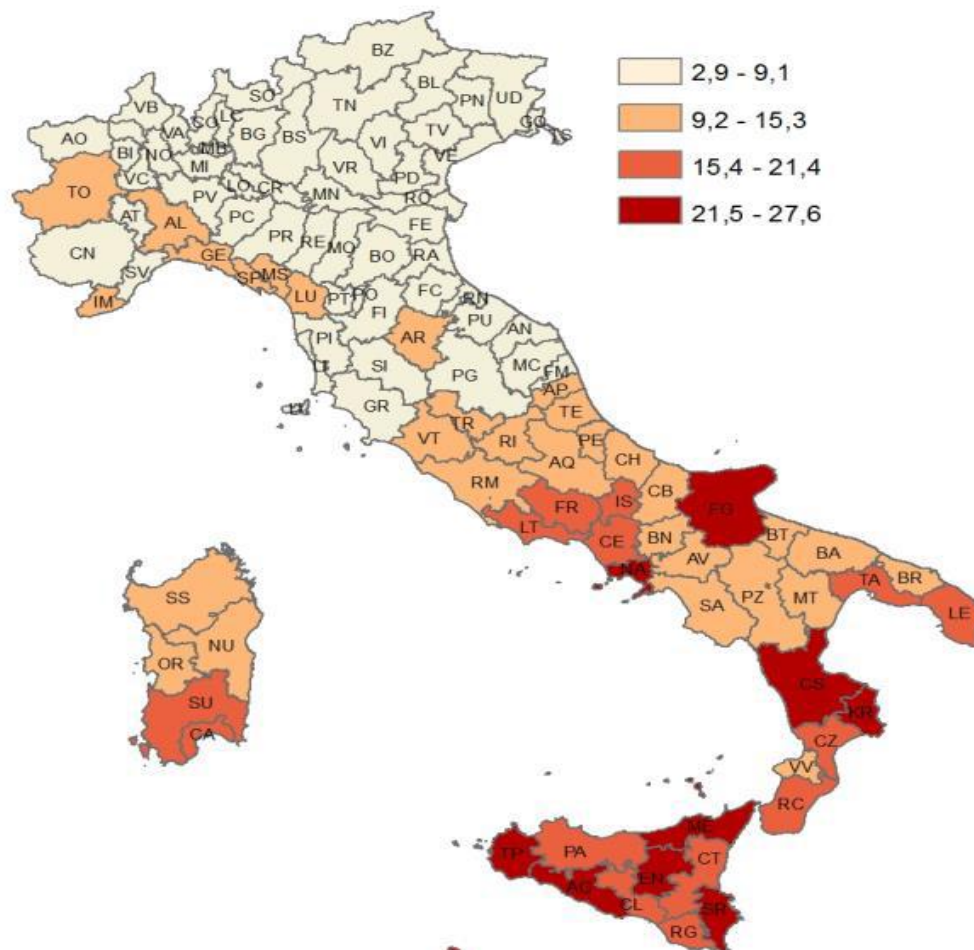 BZ
2,9 - 9,1
9,2 - 15,3
15,4 - 21,4
21,5 - 27,6
SO
BL
VB
LC
TN
PN
UD
CO
GO
TS
AO
VA
BG
BS
VI
TV
BI
NO
MB
MI
VR
VE
VC
LO
CR
PD
TO
PV
MN
RO
AT
PC
AL
FE
CN
PR
RE
MO
GE
BO
RA
SV
SP
MS
FC
IM
LU
PT
PO
RN
FI
PU
AR
AN
PI
LI
SI
MC
PG
FM
AP
GR
LI
TE
TR
VT
RI
PE
AQ
CH
RM
CB
IS
FR
FG
LT
BT
CE
BN
BA
AV
NA
TA
BR
SS
SA
PZ
MT
LE
NU
OR
CS
SU
KR
CA
CZ
VV
RC
ME
TP
PA
CT
EN
AG
CL
SR
RG